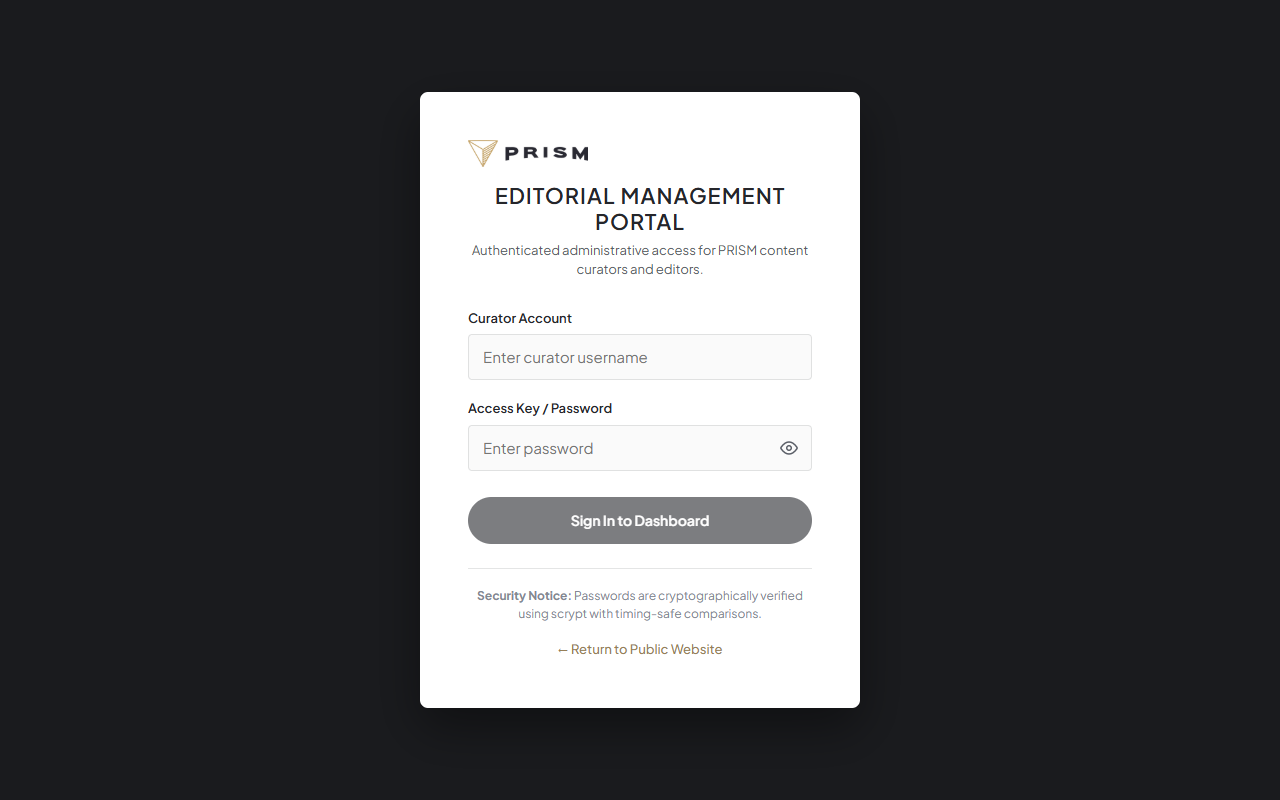 PRISM
EDITORIAL MANAGEMENT
PORTAL
Authenticated administrative access for PRISM content
curators and editors.
Curator Account
Enter curator username
Access Key / Password
Enter password
Sign In to Dashboard
Security Notice: Passwords are cryptographically verified
using scrypt with timing-safe comparisons.
← Return to Public Website